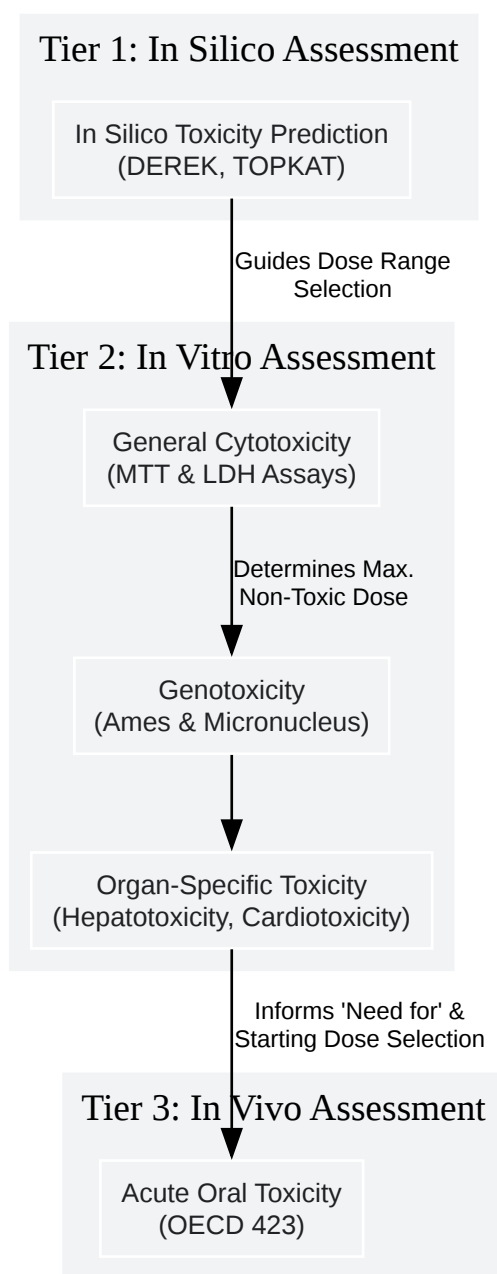 Tier 1: In Silico Assessment
In Silico Toxicity Prediction
(DEREK, TOPKAT)
Guides Dose Range
Selection
Tier 2: In Vitro Assessment
General Cytotoxicity
(MTT & LDH Assays)
Determines Max.
Non-Toxic Dose
Genotoxicity
(Ames & Micronucleus)
Organ-Specific Toxicity
(Hepatotoxicity, Cardiotoxicity)
Informs 'Need for' &
Starting Dose Selection
Tier 3: In Vivo Assessment
Acute Oral Toxicity
(OECD 423)